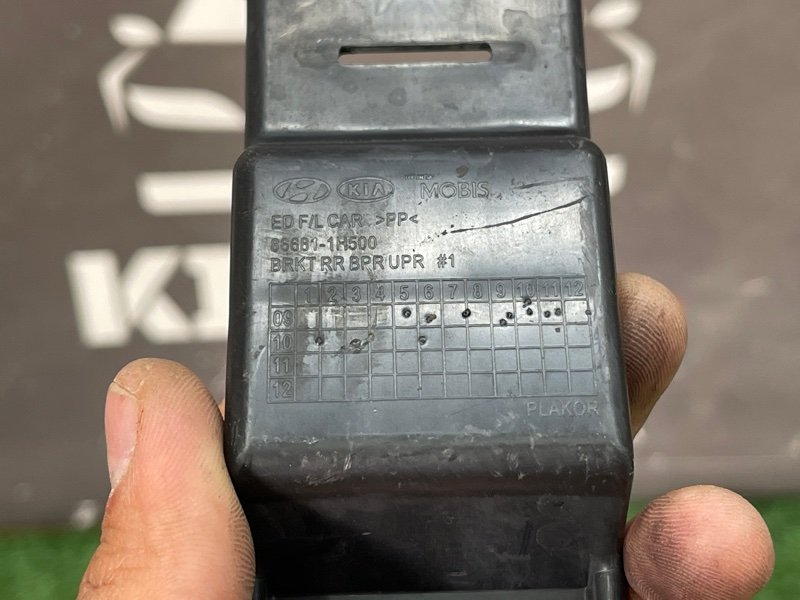 KIA MOBIS
ED F/L CAR >PP<
86681-1H500
BRKT RR BPR UPR #1
1 2 3 4 5 6 7 8 9 10 11 12
09
10
11
12
PLAKOR